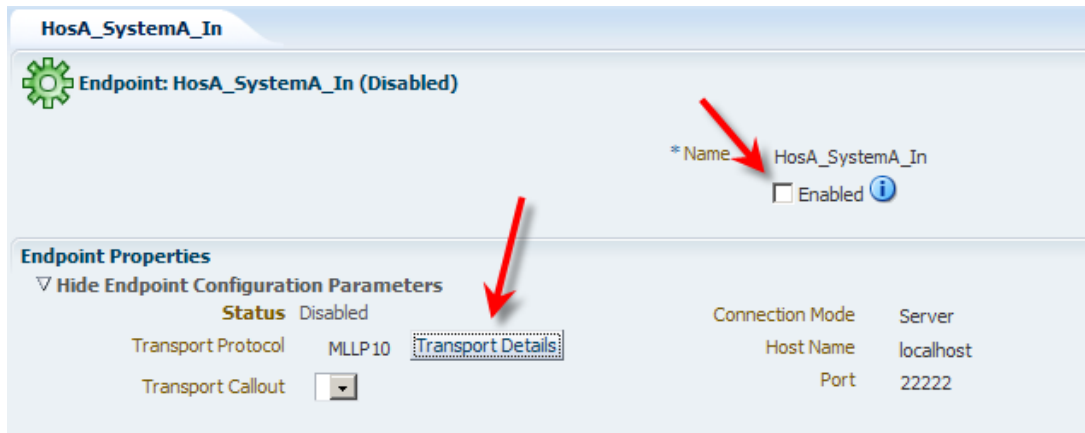 HosA_SystemA_In
Endpoint: HosA_SystemA_In (Disabled)
* Name HosA_SystemA_In
Enabled
Endpoint Properties
Hide Endpoint Configuration Parameters
Status Disabled
Connection Mode Server
Transport Protocol MLLP10 Transport Details
Host Name localhost
Transport Callout
Port 22222